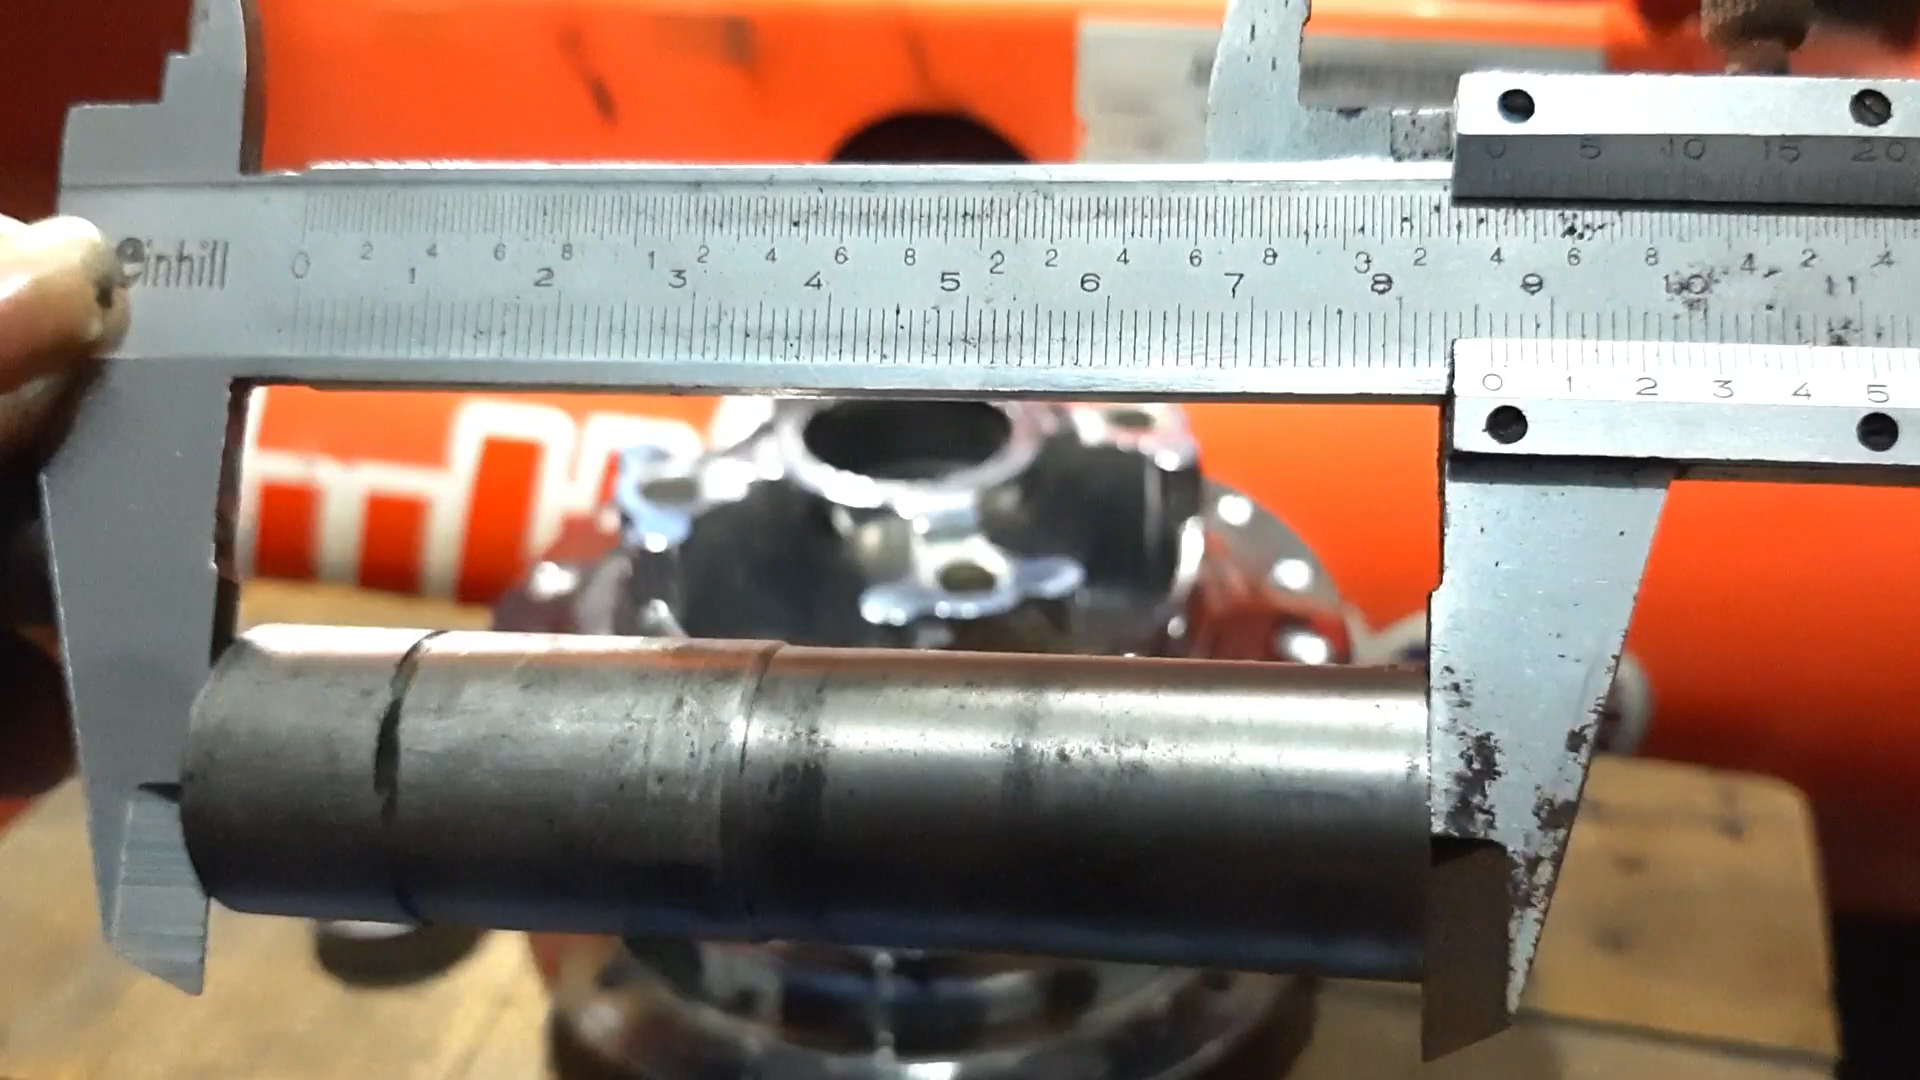 0 5 10 15 20
einhill
0 2 4 6 8 1 2 4 6 8 2 2 4 6 8 3 2 4 6 8 4 2 4
1 2 3 4 5 6 7 8 9 10 11
0 1 2 3 4 5